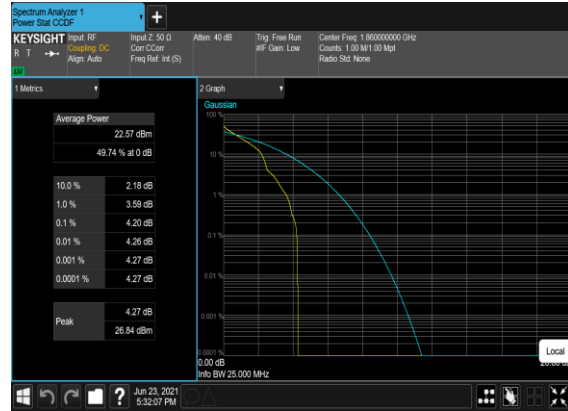 Spectrum Analyzer 1
Power Stat CCDF
KEYSIGHT
R T
LXI
Input: RF
Coupling: DC
Align: Auto
Input Z: 50 Ω
Corr CCorr
Freq Ref: Int (S)
Atten: 40 dB
Trig: Free Run
#IF Gain: Low
Center Freq: 1.860000000 GHz
Counts: 1.00 M/1.00 Mpt
Radio Std: None
1 Metrics
Average Power
22.57 dBm
49.74 % at 0 dB
10.0 % 2.18 dB
1.0 % 3.59 dB
0.1 % 4.20 dB
0.01 % 4.26 dB
0.001 % 4.27 dB
0.0001 % 4.27 dB
Peak
4.27 dB
26.84 dBm
2 Graph
Gaussian
100 %
10 %
1 %
0.1 %
0.01 %
0.001 %
0.0001 %
0.00 dB
Info BW 25.000 MHz
Local
?
Jun 23, 2021
5:32:07 PM